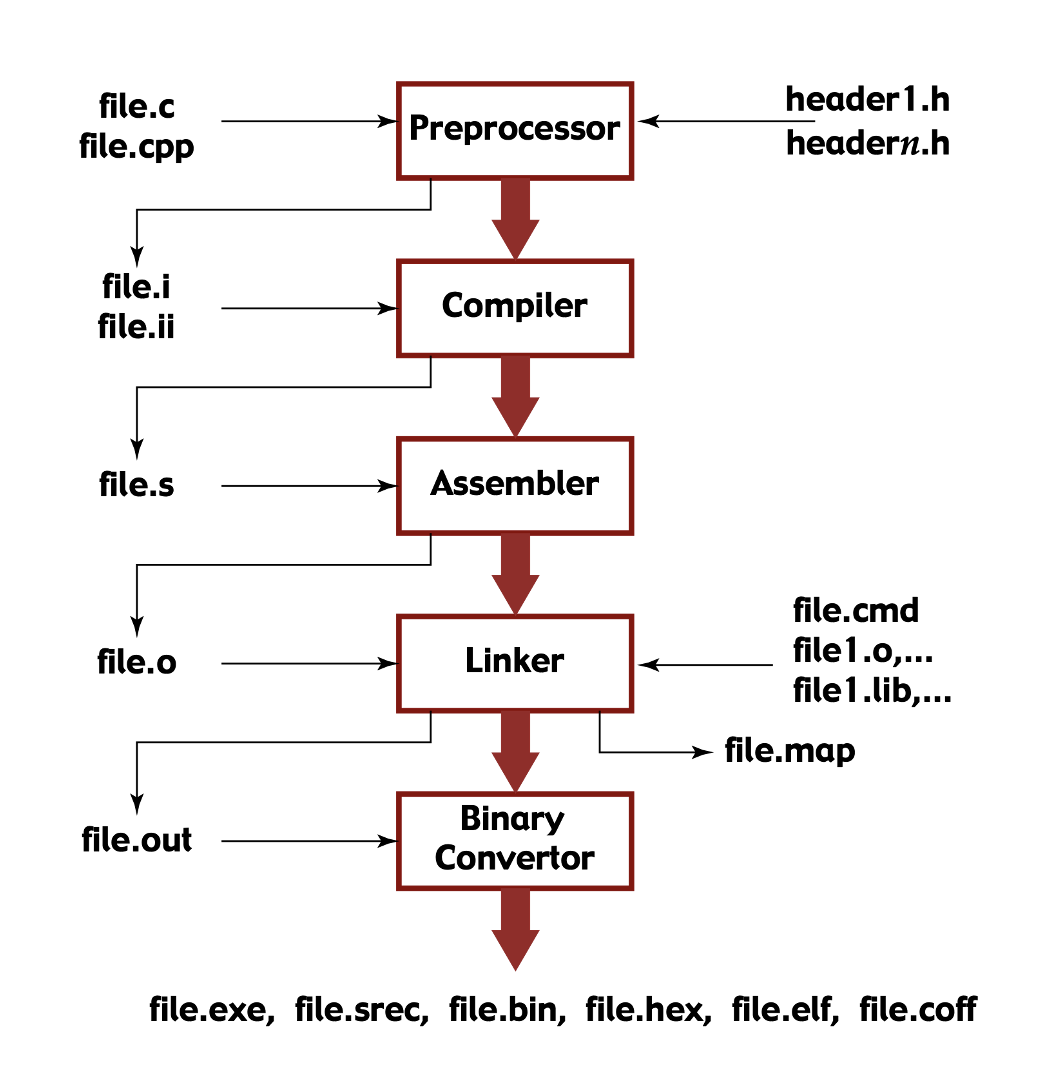 file.c
file.cpp
Preprocessor
header1.h
headern.h
file.i
file.ii
Compiler
file.s
Assembler
file.o
Linker
file.cmd
file1.o,...
file1.lib,...
file.map
file.out
Binary
Convertor
file.exe, file.srec, file.bin, file.hex, file.elf, file.coff